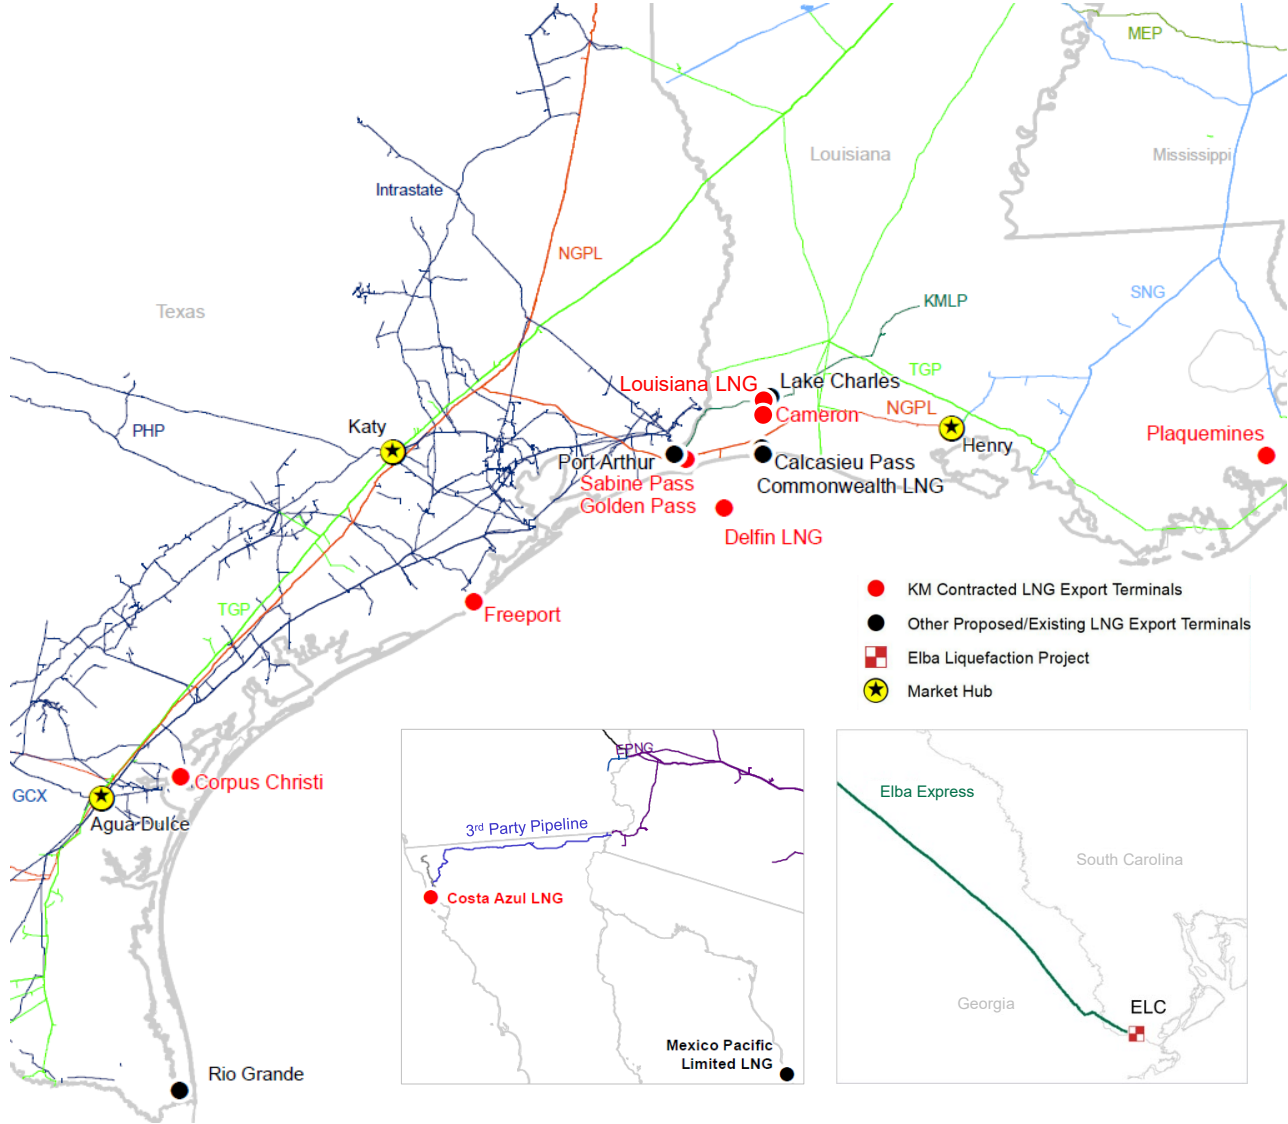 MEP
Louisiana
Mississippi
Intrastate
NGPL
Texas
SNG
KMLP
TGP
Louisiana LNG
Lake Charles
NGPL
Cameron
PHP
Katy
Henry
Plaquemines
Port Arthur
Calcasieu Pass
Sabine Pass
Commonwealth LNG
Golden Pass
Delfin LNG
TGP
Freeport
KM Contracted LNG Export Terminals
Other Proposed/Existing LNG Export Terminals
Elba Liquefaction Project
Market Hub
Corpus Christi
GCX
Agua Dulce
EPNG
3rd Party Pipeline
Costa Azul LNG
Mexico Pacific
Limited LNG
Elba Express
South Carolina
Georgia
ELC
Rio Grande